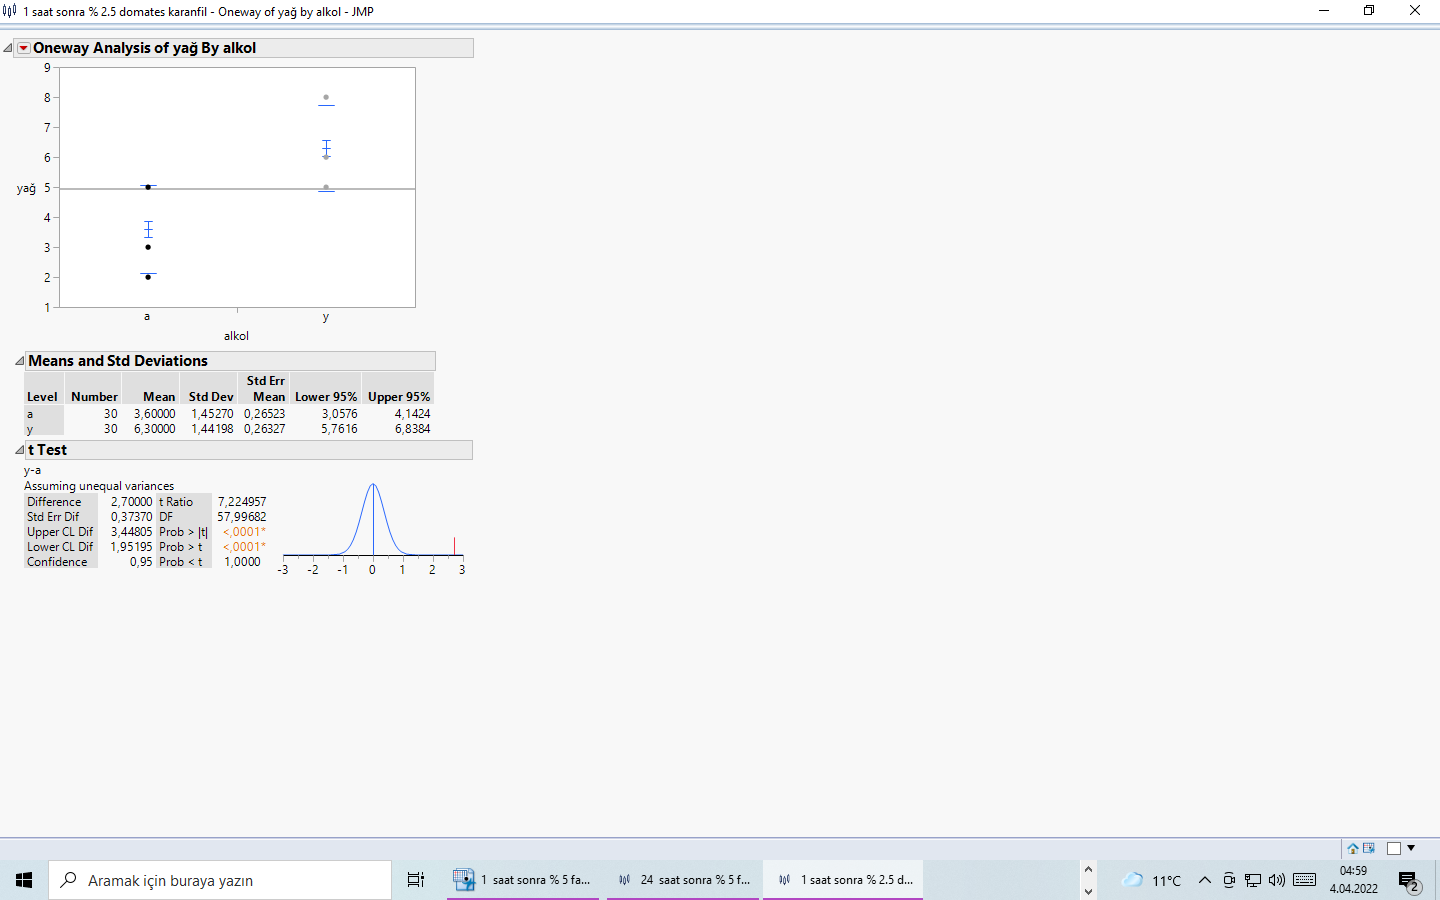 1 saat sonra % 2.5 domates karanfil - Oneway of yağ by alkol - JMP
Oneway Analysis of yağ By alkol
9
8
7
6
yağ 5
4
3
2
1
a y
alkol
Means and Std Deviations
Level Number Mean Std Dev Std Err Mean Lower 95% Upper 95%
a 30 3,60000 1,45270 0,26523 3,0576 4,1424
y 30 6,30000 1,44198 0,26327 5,7616 6,8384
t Test
y-a
Assuming unequal variances
Difference 2,70000 t Ratio 7,224957
Std Err Dif 0,37370 DF 57,99682
Upper CL Dif 3,44805 Prob > |t| <,0001*
Lower CL Dif 1,95195 Prob > t <,0001*
Confidence 0,95 Prob < t 1,0000
-3 -2 -1 0 1 2 3
Aramak için buraya yazın
1 saat sonra % 5 fa...
24 saat sonra % 5 f...
1 saat sonra % 2.5 d...
11°C
04:59
4.04.2022
2